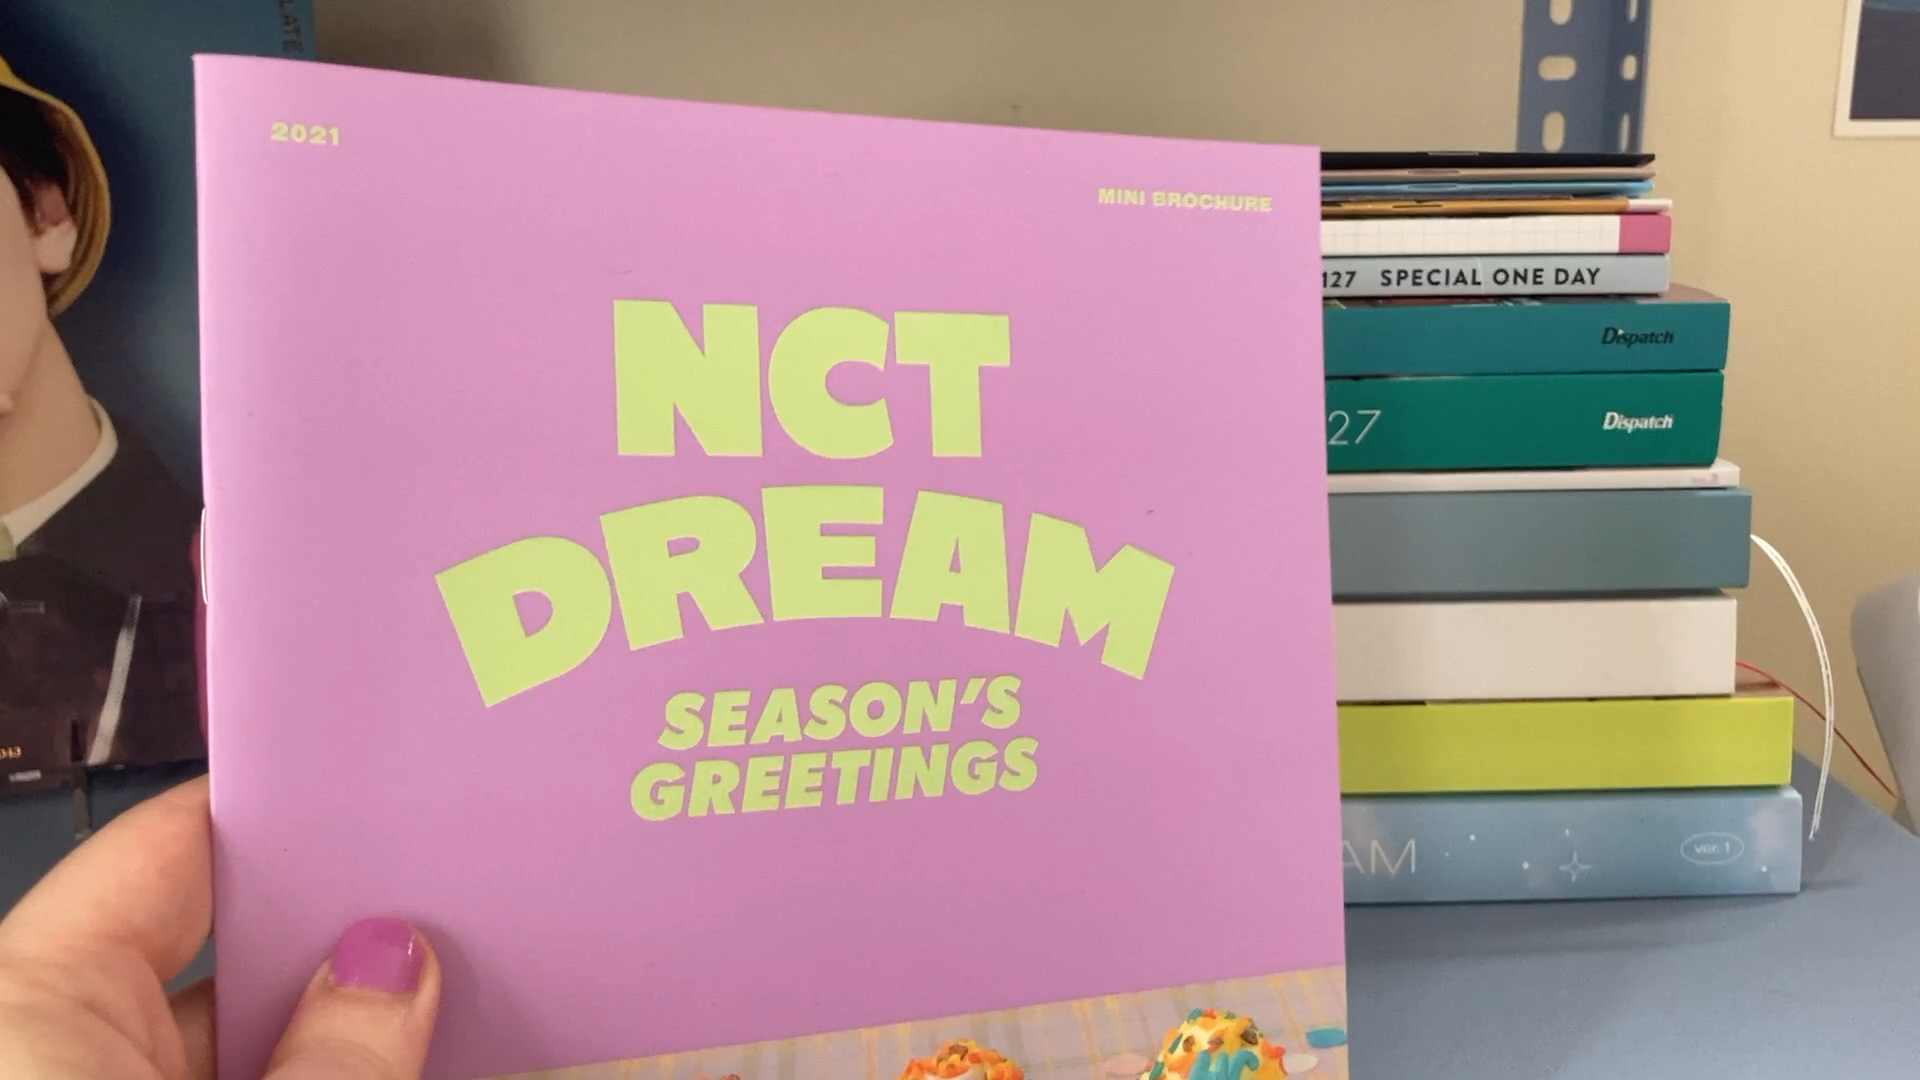 2021
MINI BROCHURE
NCT
DREAM
SEASON'S
GREETINGS
127 SPECIAL ONE DAY
Dispatch
27 Dispatch
AM ver. 1